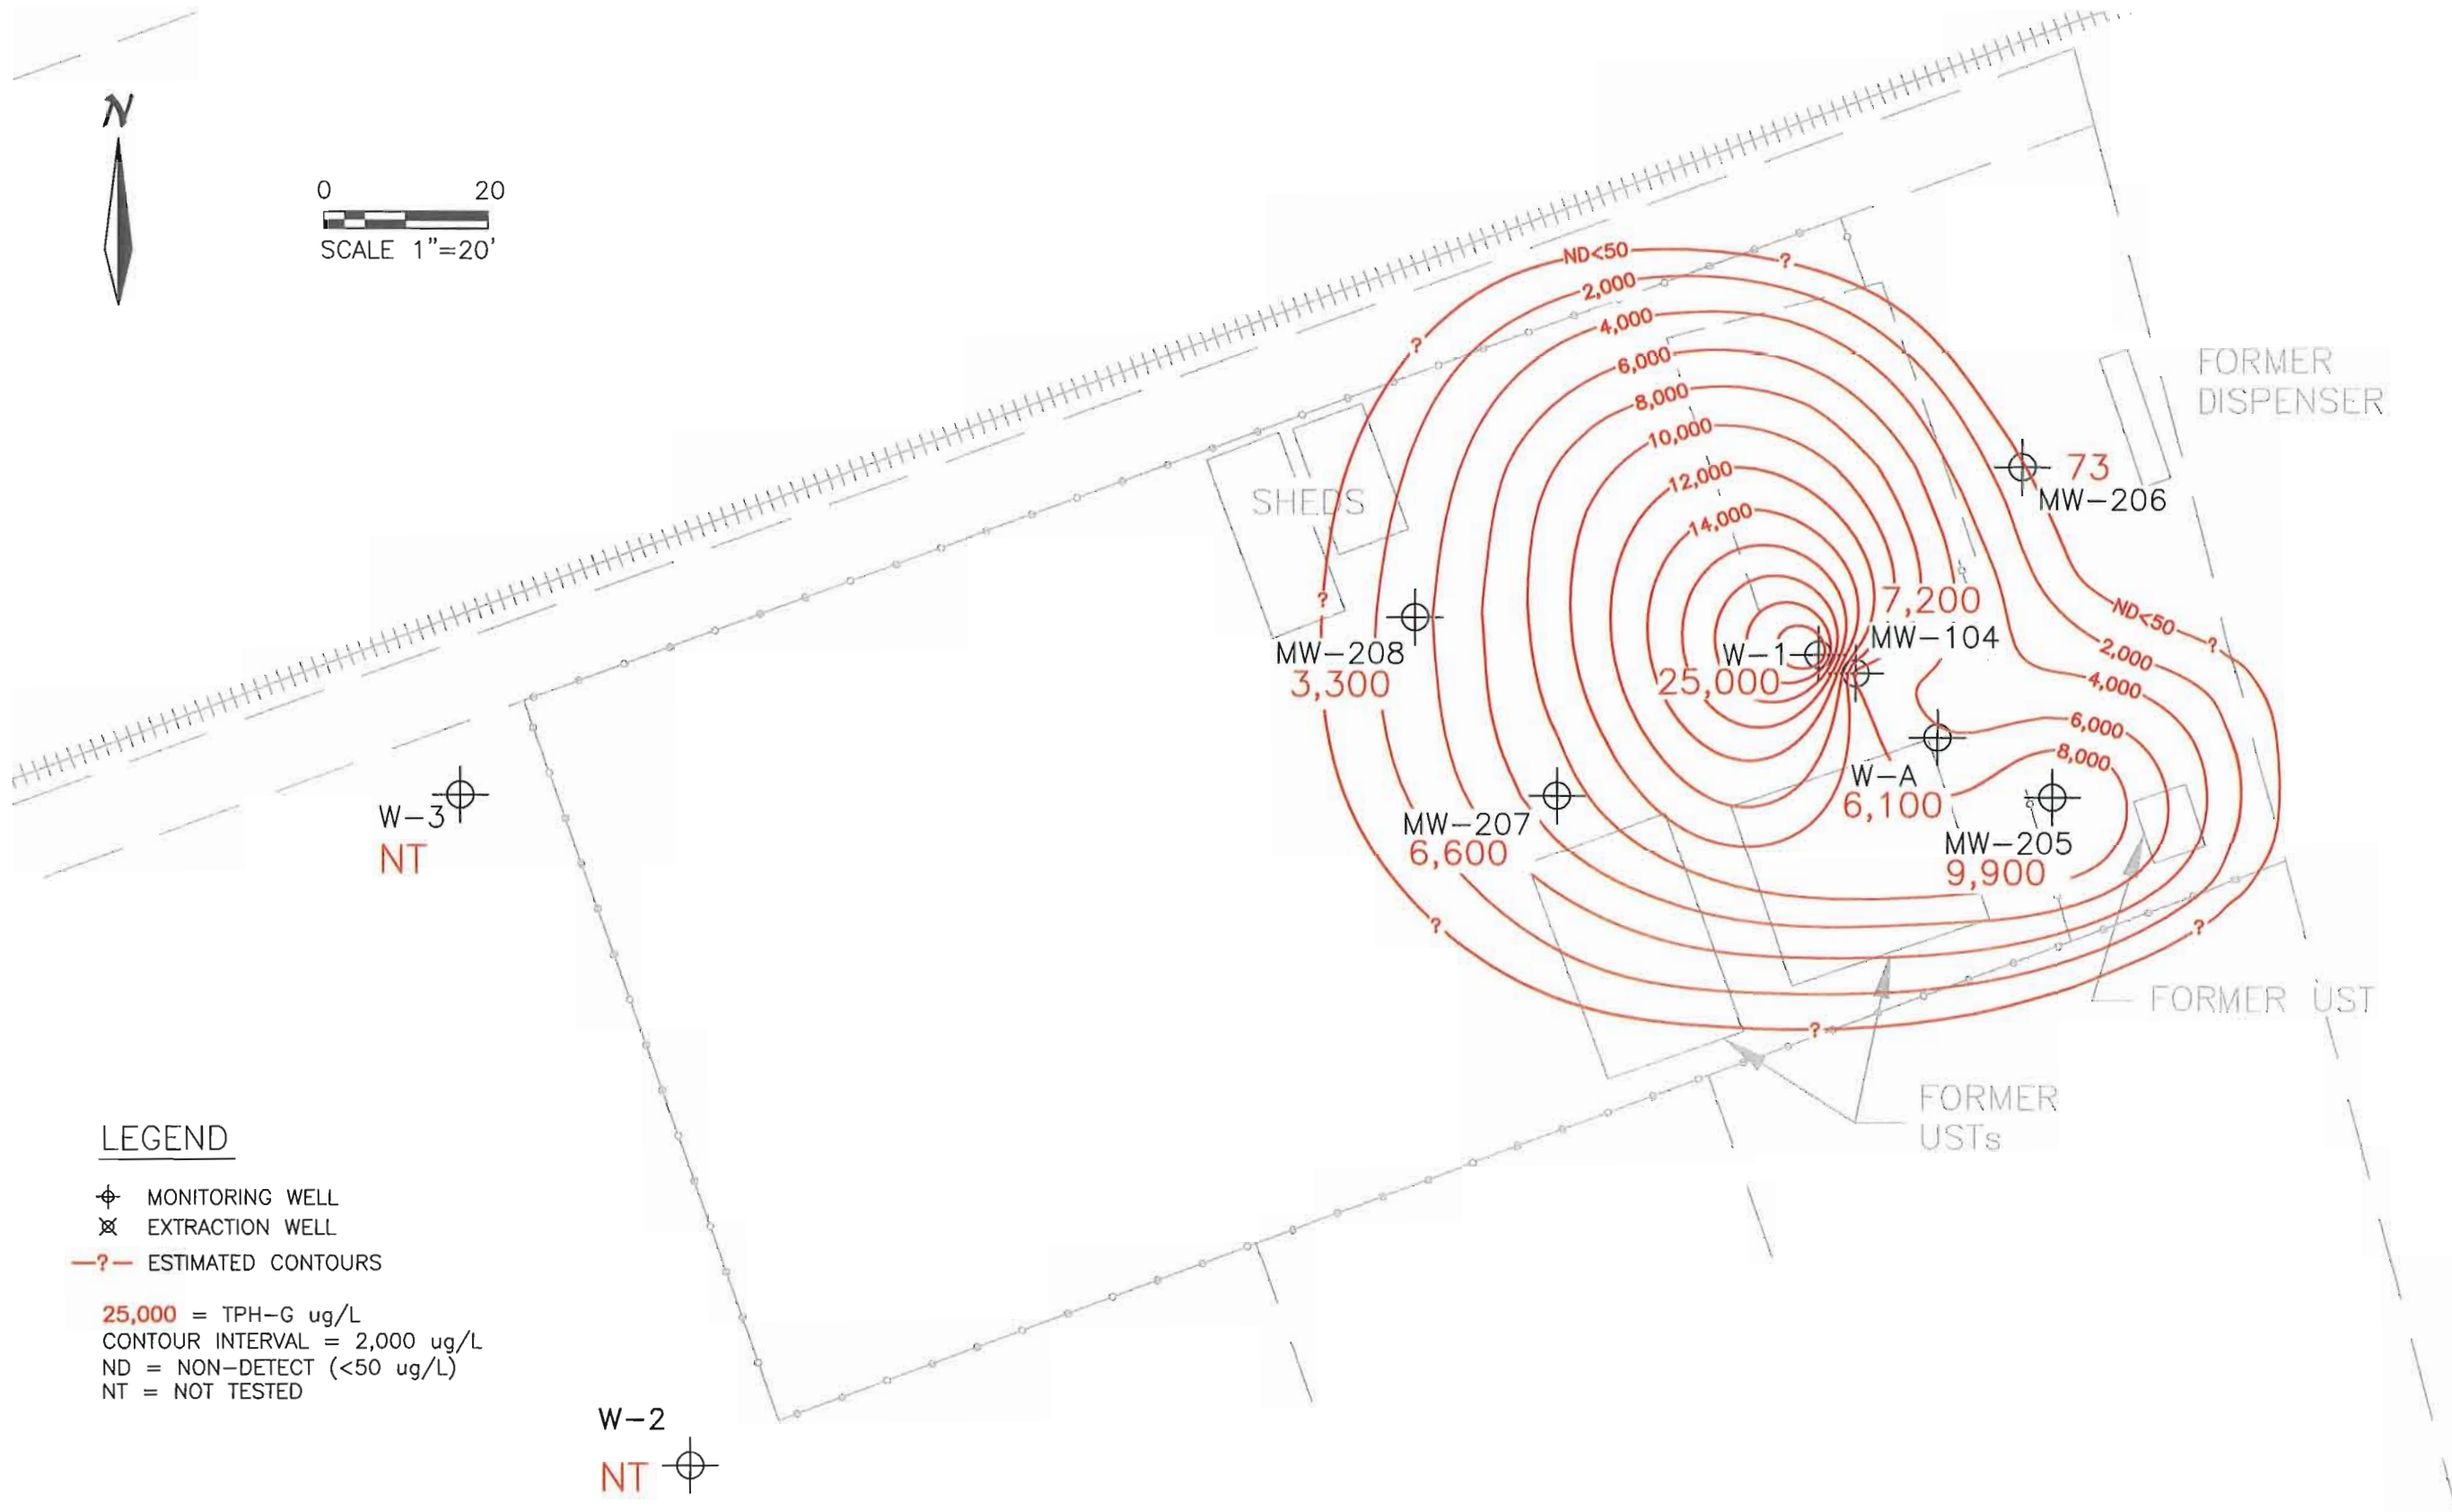 N
0 20
SCALE 1"=20'
ND<50
?
2,000
4,000
?
6,000
8,000
10,000
12,000
14,000
FORMER
DISPENSER
73
MW-206
SHEDS
?
7,200
MW-104
W-1
25,000
MW-208
3,300
ND<50
?
2,000
4,000
6,000
8,000
W-A
6,100
MW-205
9,900
W-3
NT
MW-207
6,600
?
?
?
FORMER UST
FORMER
USTs
LEGEND
MONITORING WELL
EXTRACTION WELL
—?— ESTIMATED CONTOURS
25,000 = TPH-G ug/L
CONTOUR INTERVAL = 2,000 ug/L
ND = NON-DETECT (<50 ug/L)
NT = NOT TESTED
W-2
NT